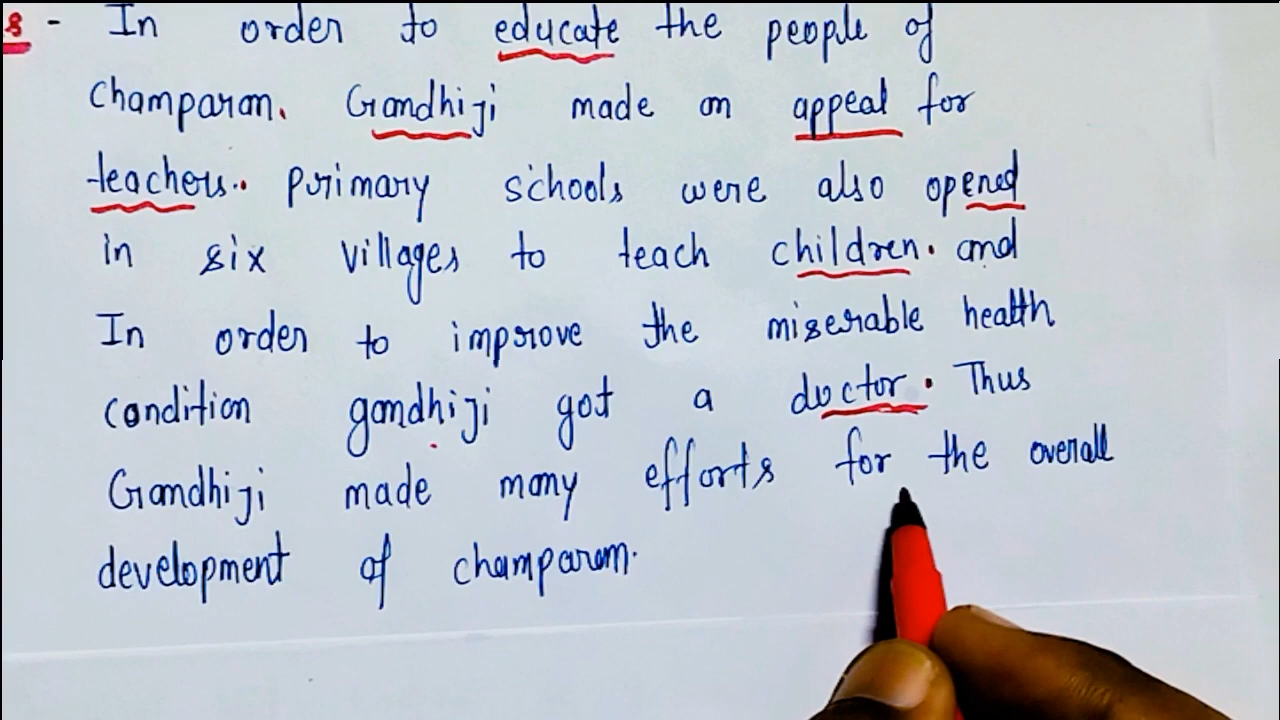 8 - In order to educate the people of
Champaran. Gandhiji made an appeal for
teachers. primary schools were also opened
in six villages to teach children. and
In order to improve the miserable health
condition gandhiji got a doctor. Thus
Gandhiji made many efforts for the overall
development of champaran.